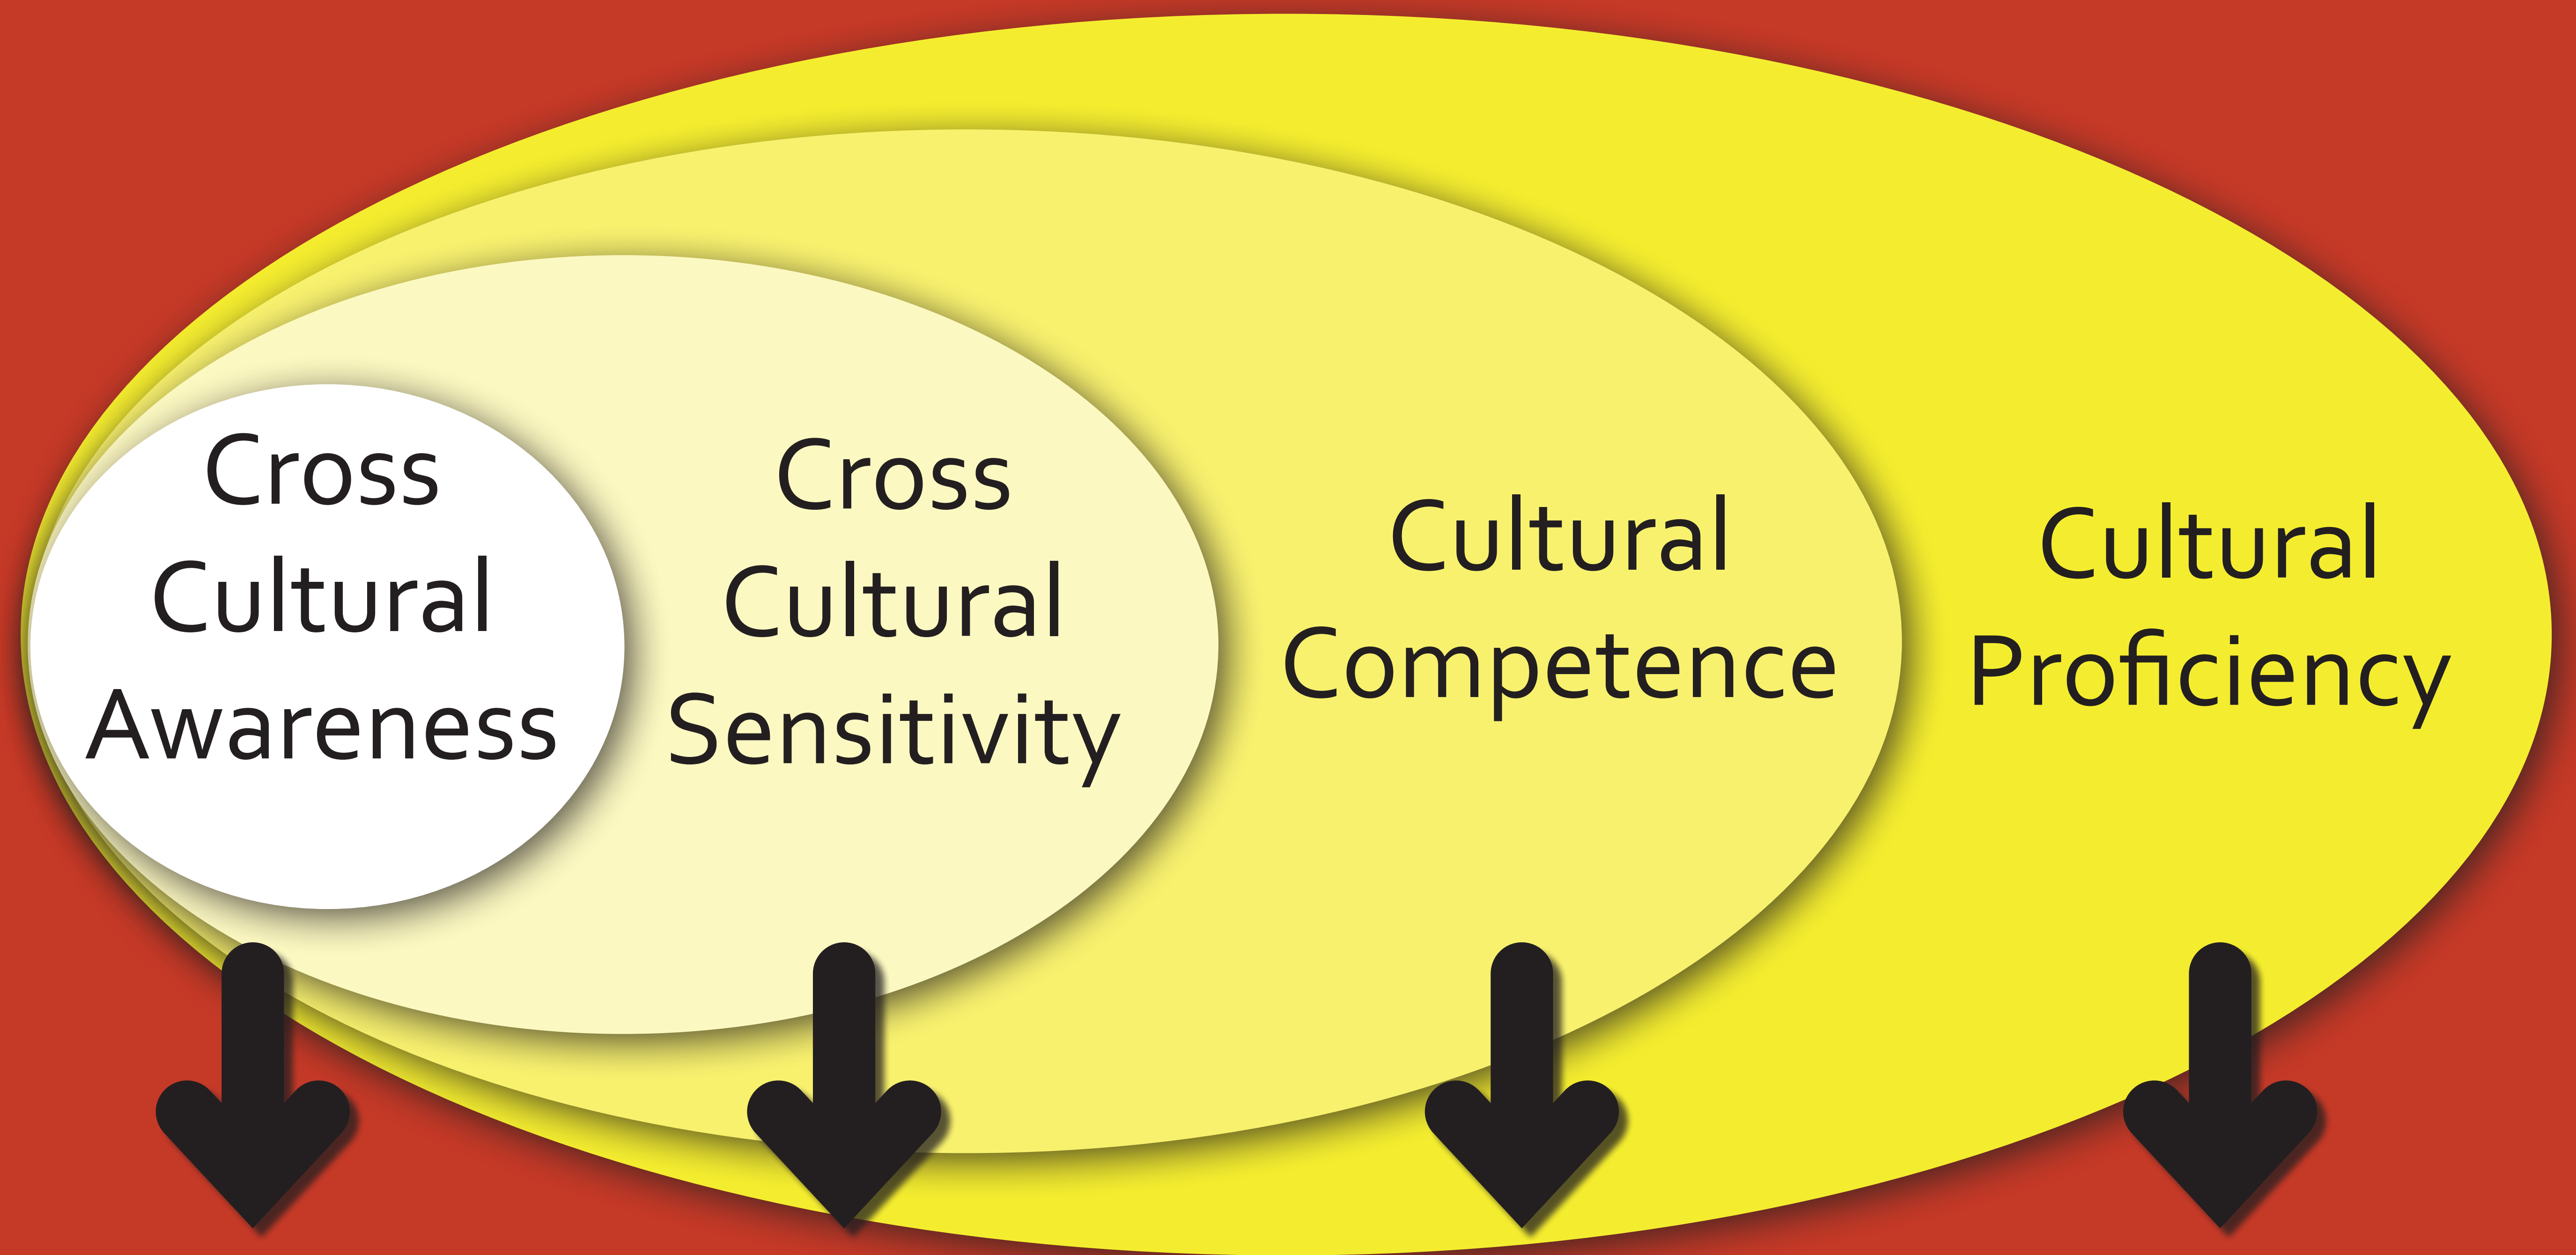 Cross
Cultural
Awareness
Cross
Cultural
Sensitivity
Cultural
Competence
Cultural
Proficiency